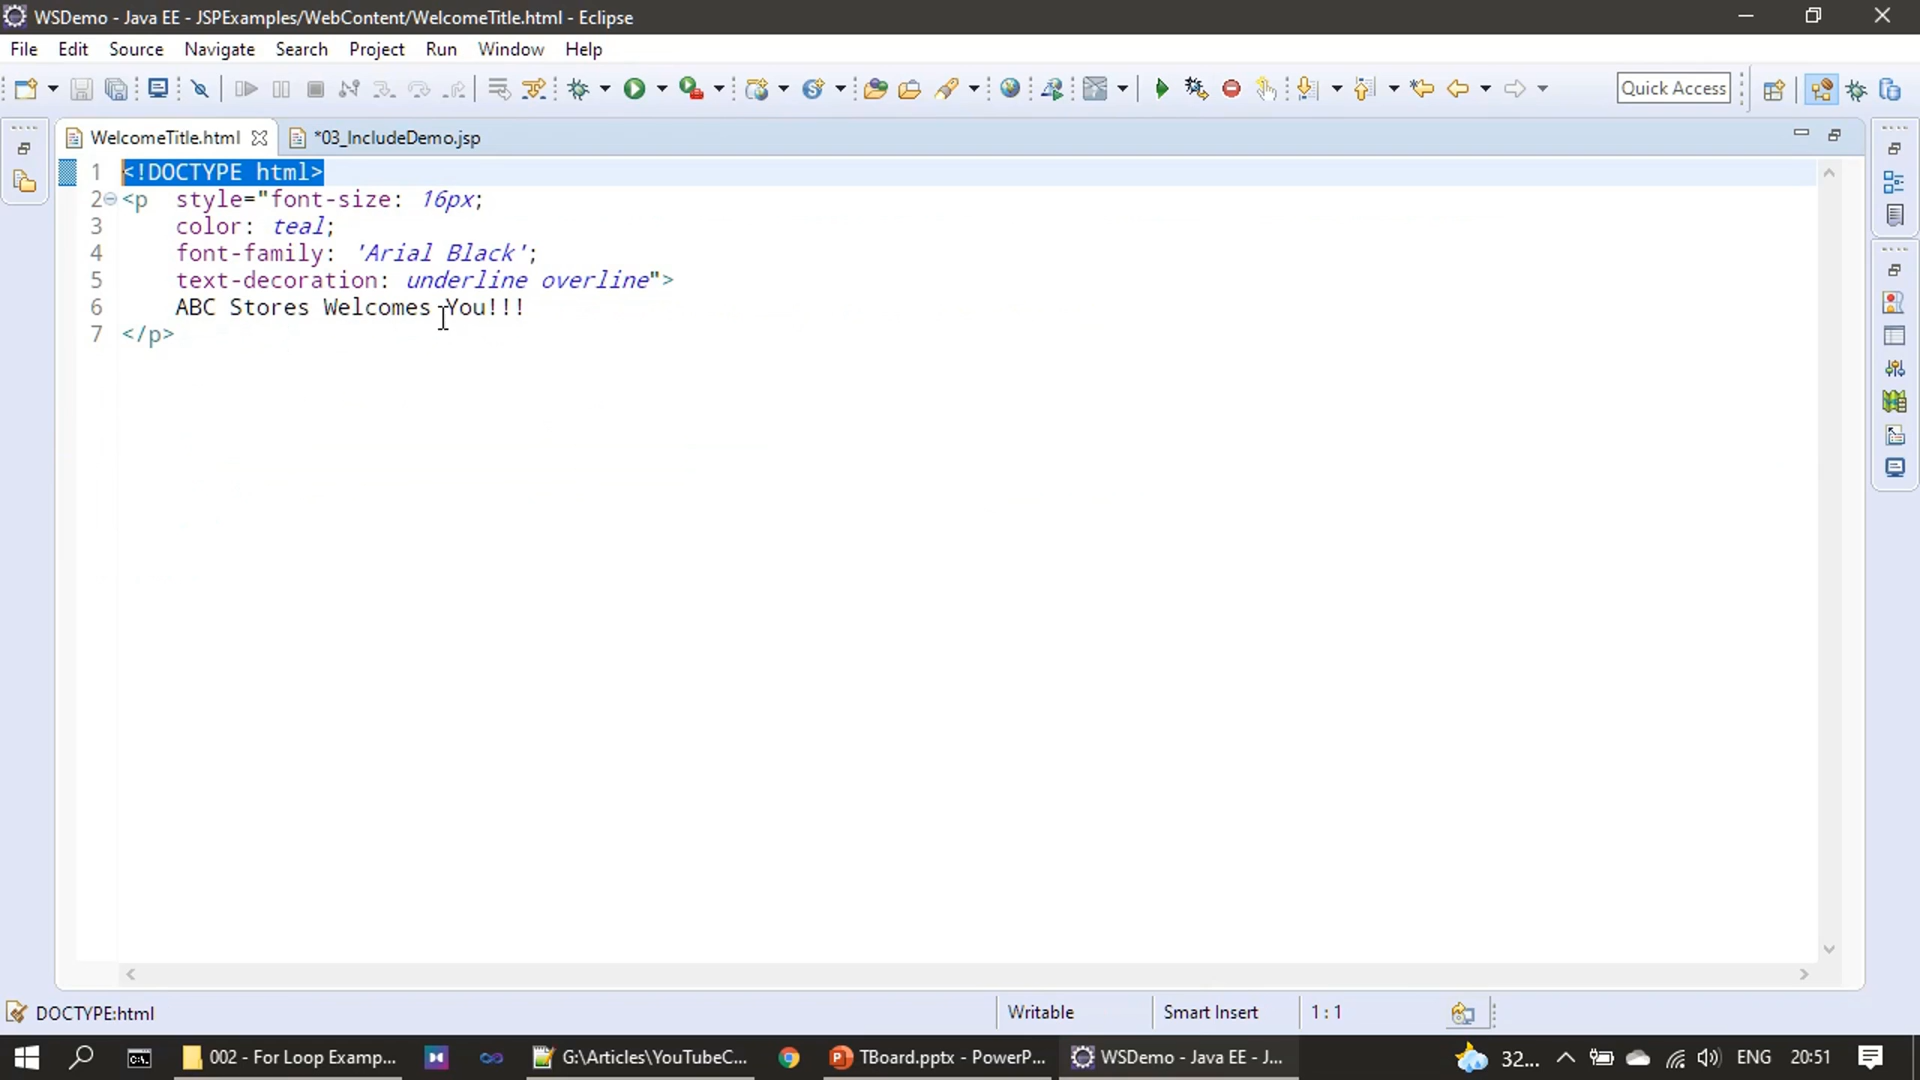 WSDemo - Java EE - JSPExamples/WebContent/WelcomeTitle.html - Eclipse
File Edit Source Navigate Search Project Run Window Help
Quick Access
WelcomeTitle.html *03_IncludeDemo.jsp
1 <!DOCTYPE html>
2 <p style="font-size: 16px;
3 color: teal;
4 font-family: 'Arial Black';
5 text-decoration: underline overline">
6 ABC Stores Welcomes You!!!
7 </p>
DOCTYPE:html Writable Smart Insert 1 : 1
002 - For Loop Examp... G:\Articles\YouTubeC... TBoard.pptx - PowerP... WSDemo - Java EE - J... 32... ENG 20:51